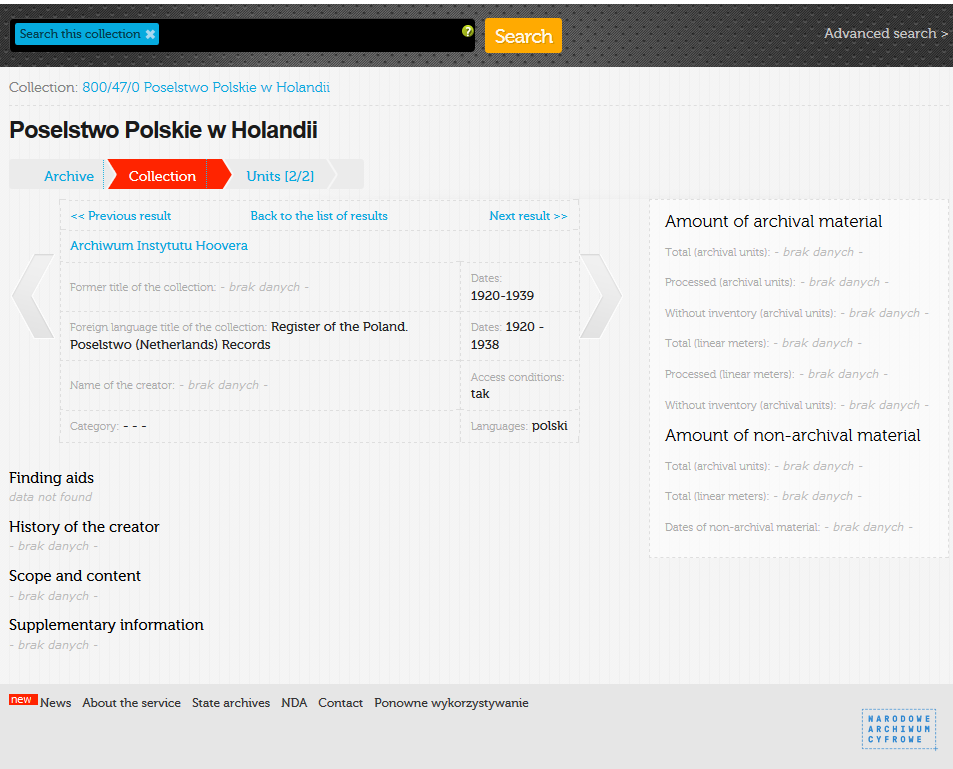 Search this collection ✖
?
Search
Advanced search >
Collection: 800/47/0 Poselstwo Polskie w Holandii
Poselstwo Polskie w Holandii
Archive
Collection
Units [2/2]
<< Previous result
Back to the list of results
Next result >>
Archiwum Instytutu Hoovera
Former title of the collection: - brak danych -
Dates:
1920-1939
Foreign language title of the collection: Register of the Poland.
Poselstwo (Netherlands) Records
Dates: 1920 -
1938
Name of the creator: - brak danych -
Access conditions:
tak
Category: - - -
Languages: polski
Amount of archival material
Total (archival units): - brak danych -
Processed (archival units): - brak danych -
Without inventory (archival units): - brak danych -
Total (linear meters): - brak danych -
Processed (linear meters): - brak danych -
Without inventory (archival units): - brak danych -
Amount of non-archival material
Total (archival units): - brak danych -
Total (linear meters): - brak danych -
Dates of non-archival material: - brak danych -
Finding aids
data not found
History of the creator
- brak danych -
Scope and content
- brak danych -
Supplementary information
- brak danych -
new News About the service State archives NDA Contact Ponowne wykorzystywanie
NARODOWE
ARCHIWUM
CYFROWE